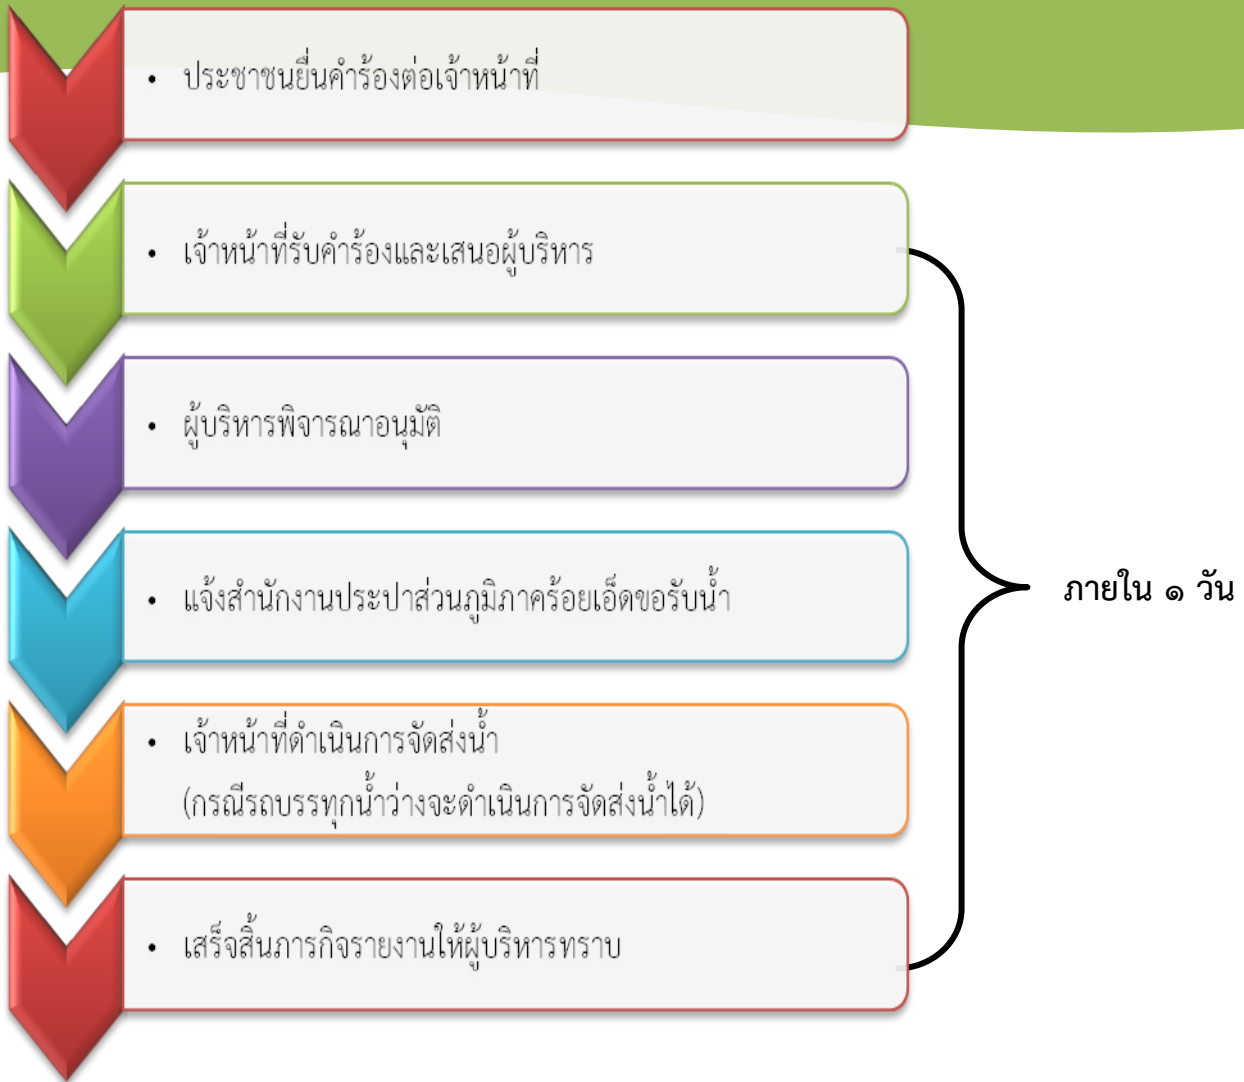 • ประชาชนยื่นคำร้องต่อเจ้าหน้าที่
• เจ้าหน้าที่รับคำร้องและเสนอผู้บริหาร
• ผู้บริหารพิจารณาอนุมัติ
• แจ้งสำนักงานประปาส่วนภูมิภาคร้อยเอ็ดขอรับน้ำ
ภายใน ๑ วัน
• เจ้าหน้าที่ดำเนินการจัดส่งน้ำ
(กรณีรถบรรทุกน้ำว่างจะดำเนินการจัดส่งน้ำได้)
• เสร็จสิ้นภารกิจรายงานให้ผู้บริหารทราบ